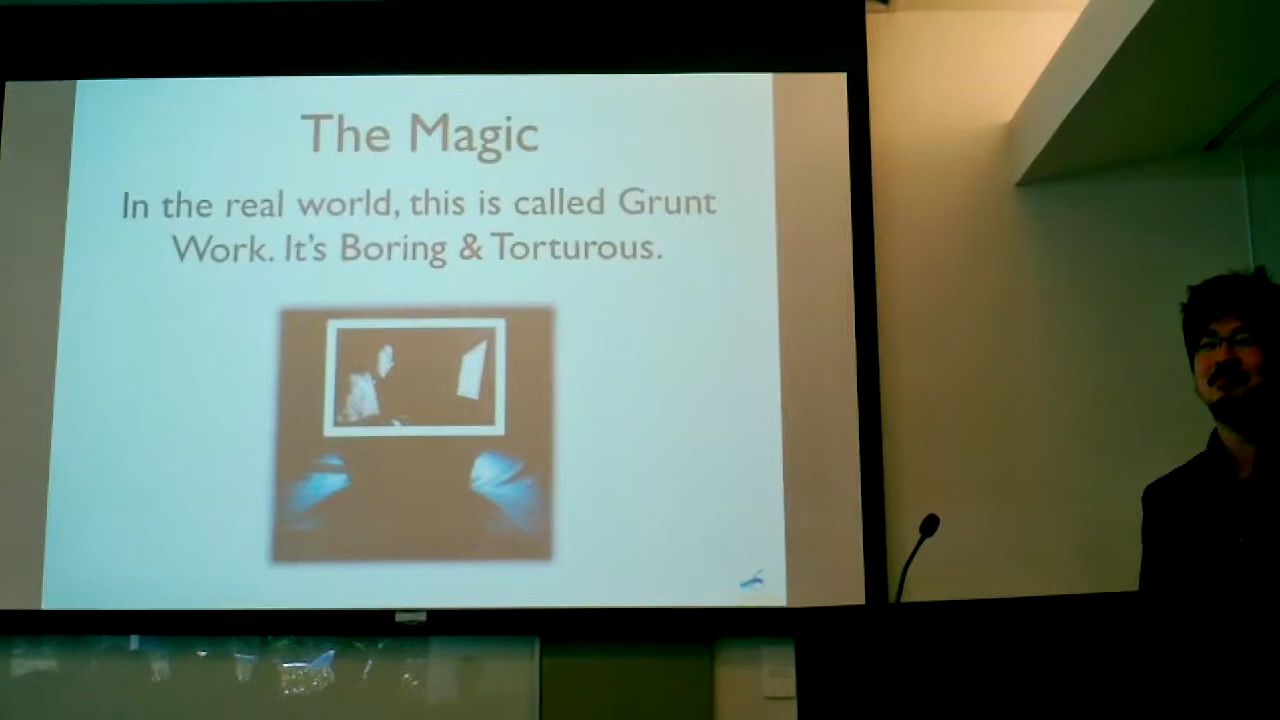 The Magic
In the real world, this is called Grunt
Work. It's Boring & Torturous.